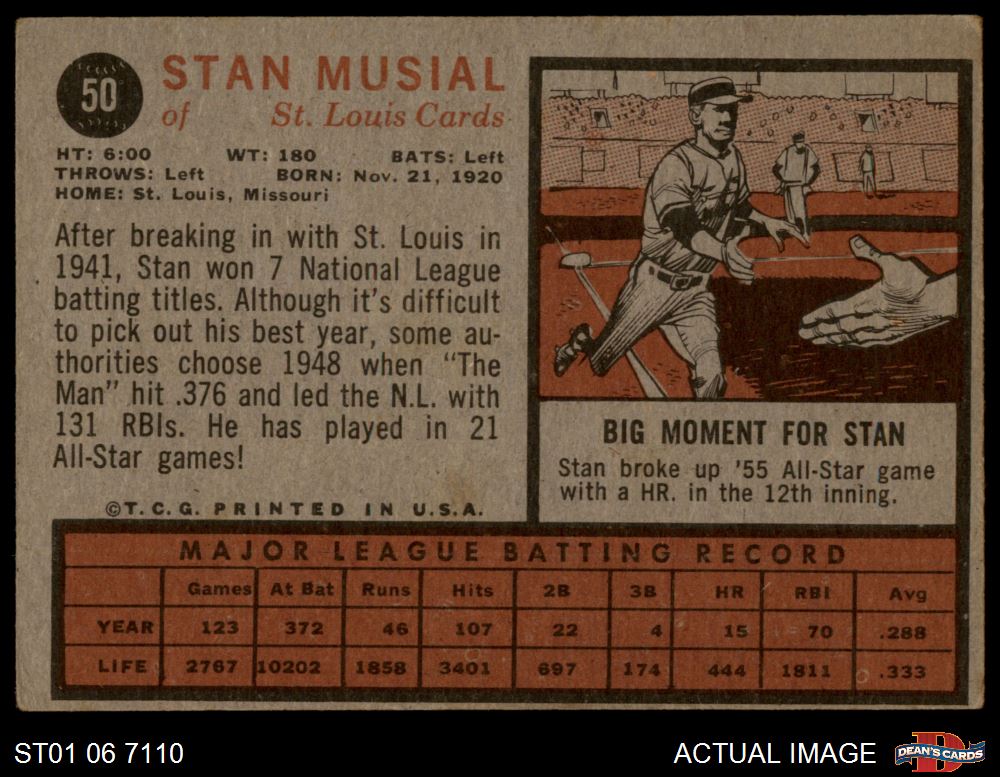 50
STAN MUSIAL
of St. Louis Cards
HT: 6:00 WT: 180 BATS: Left
THROWS: Left BORN: Nov. 21, 1920
HOME: St. Louis, Missouri
After breaking in with St. Louis in
1941, Stan won 7 National League
batting titles. Although it's difficult
to pick out his best year, some au-
thorities choose 1948 when "The
Man" hit .376 and led the N.L. with
131 RBIs. He has played in 21
All-Star games!
©T.C.G. PRINTED IN U.S.A.
BIG MOMENT FOR STAN
Stan broke up '55 All-Star game
with a HR. in the 12th inning.
MAJOR LEAGUE BATTING RECORD
Games At Bat Runs Hits 2B 3B HR RBI Avg
YEAR 123 372 46 107 22 4 15 70 .288
LIFE 2767 10202 1858 3401 697 174 444 1811 .333
ST01 06 7110
ACTUAL IMAGE
D
DEAN'S CARDS